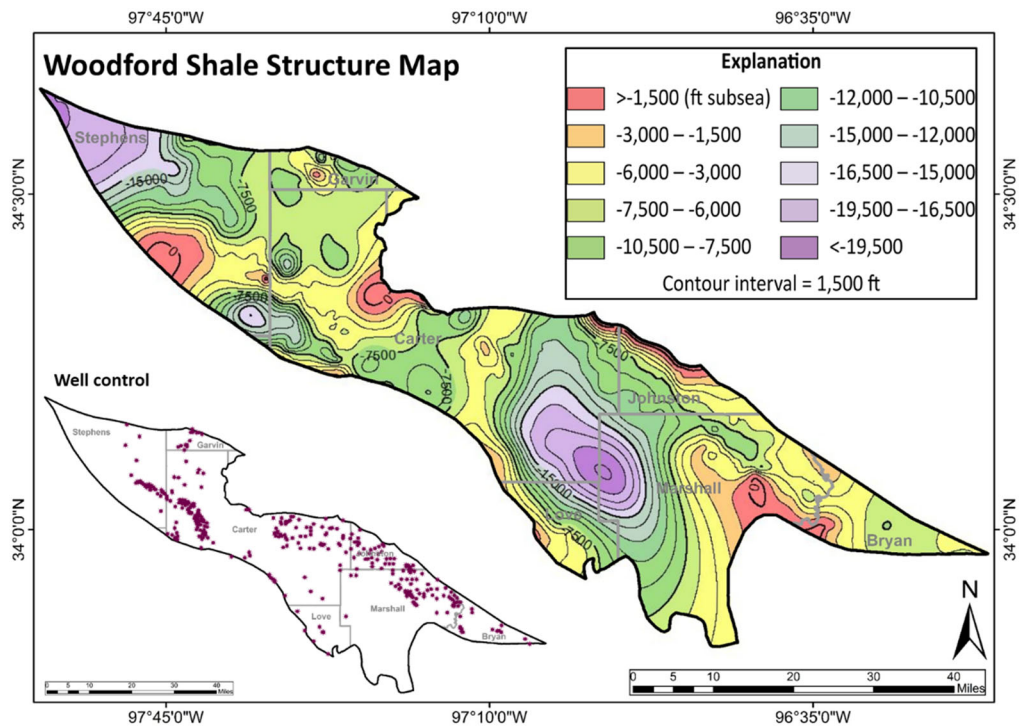 97°45'0"W 97°10'0"W 96°35'0"W
Woodford Shale Structure Map
Explanation
>-1,500 (ft subsea) -12,000 – -10,500
-3,000 – -1,500 -15,000 – -12,000
-6,000 – -3,000 -16,500 – -15,000
-7,500 – -6,000 -19,500 – -16,500
-10,500 – -7,500 <-19,500
Contour interval = 1,500 ft
34°30'0"N 34°30'0"N
Stephens
-15000
-7500
Garvin
0
0
-7500
Carter
-7500
-7500
-7500
Johnston
-15000
Marshall
0
Love
-7500
Bryan
34°0'0"N 34°0'0"N
Well control
Stephens
Garvin
Carter
Johnston
Marshall
Love
Bryan
N
0 5 10 20 30 40
Miles
0 5 10 20 30 40
Miles
97°45'0"W 97°10'0"W 96°35'0"W